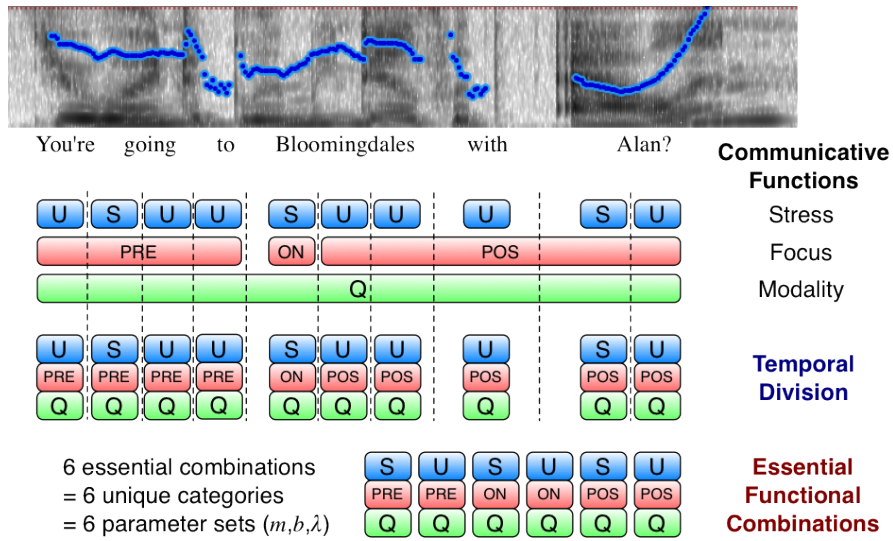 You're going to Bloomingdales with Alan?
Communicative
Functions
U S U U S U U U S U Stress
PRE ON POS Focus
Q Modality
U S U U S U U U S U
PRE PRE PRE PRE ON POS POS POS POS POS
Q Q Q Q Q Q Q Q Q Q
Temporal
Division
6 essential combinations S U S U S U Essential
= 6 unique categories PRE PRE ON ON POS POS Functional
= 6 parameter sets (m,b,λ) Q Q Q Q Q Q Combinations